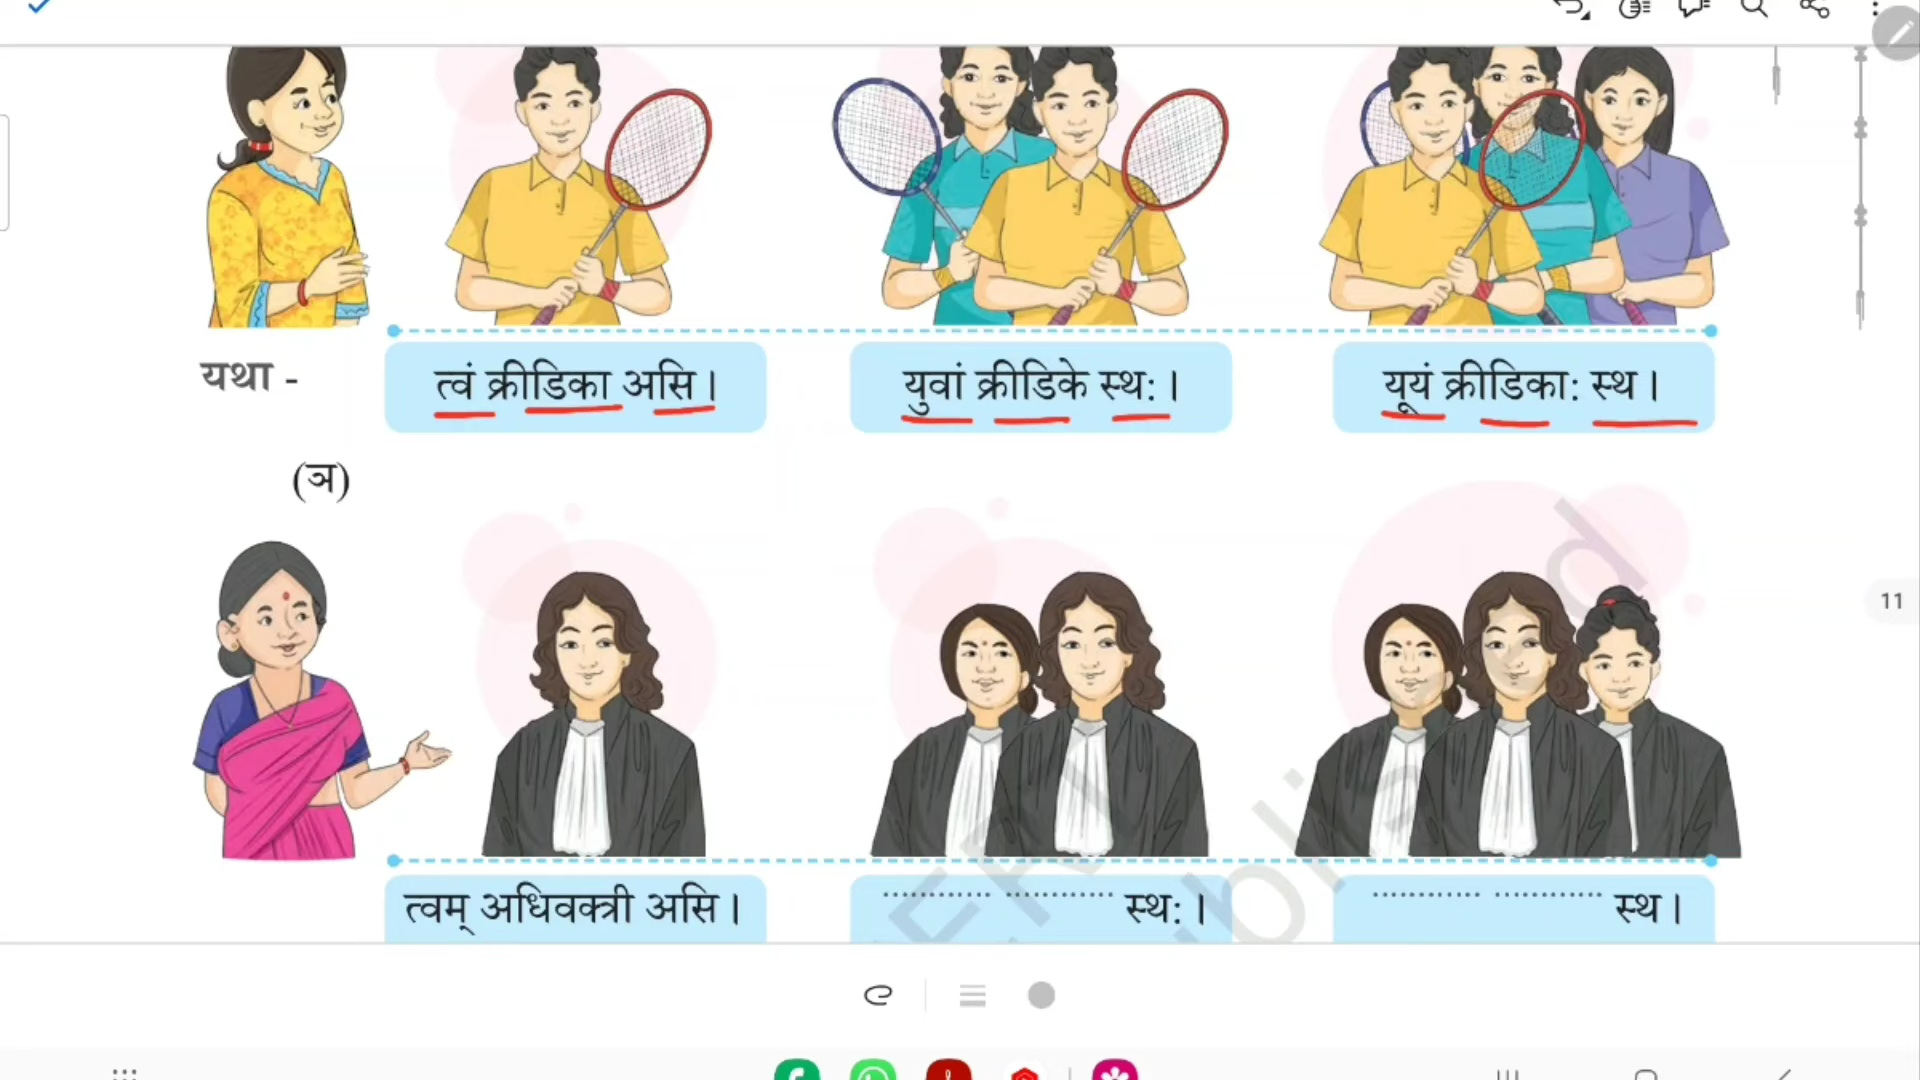 यथा -
त्वं क्रीडिका असि।
युवां क्रीडिके स्थः।
यूयं क्रीडिकाः स्थ।
(ञ)
11
त्वम् अधिवक्त्री असि।
................ ................ स्थः।
................ ................ स्थ।